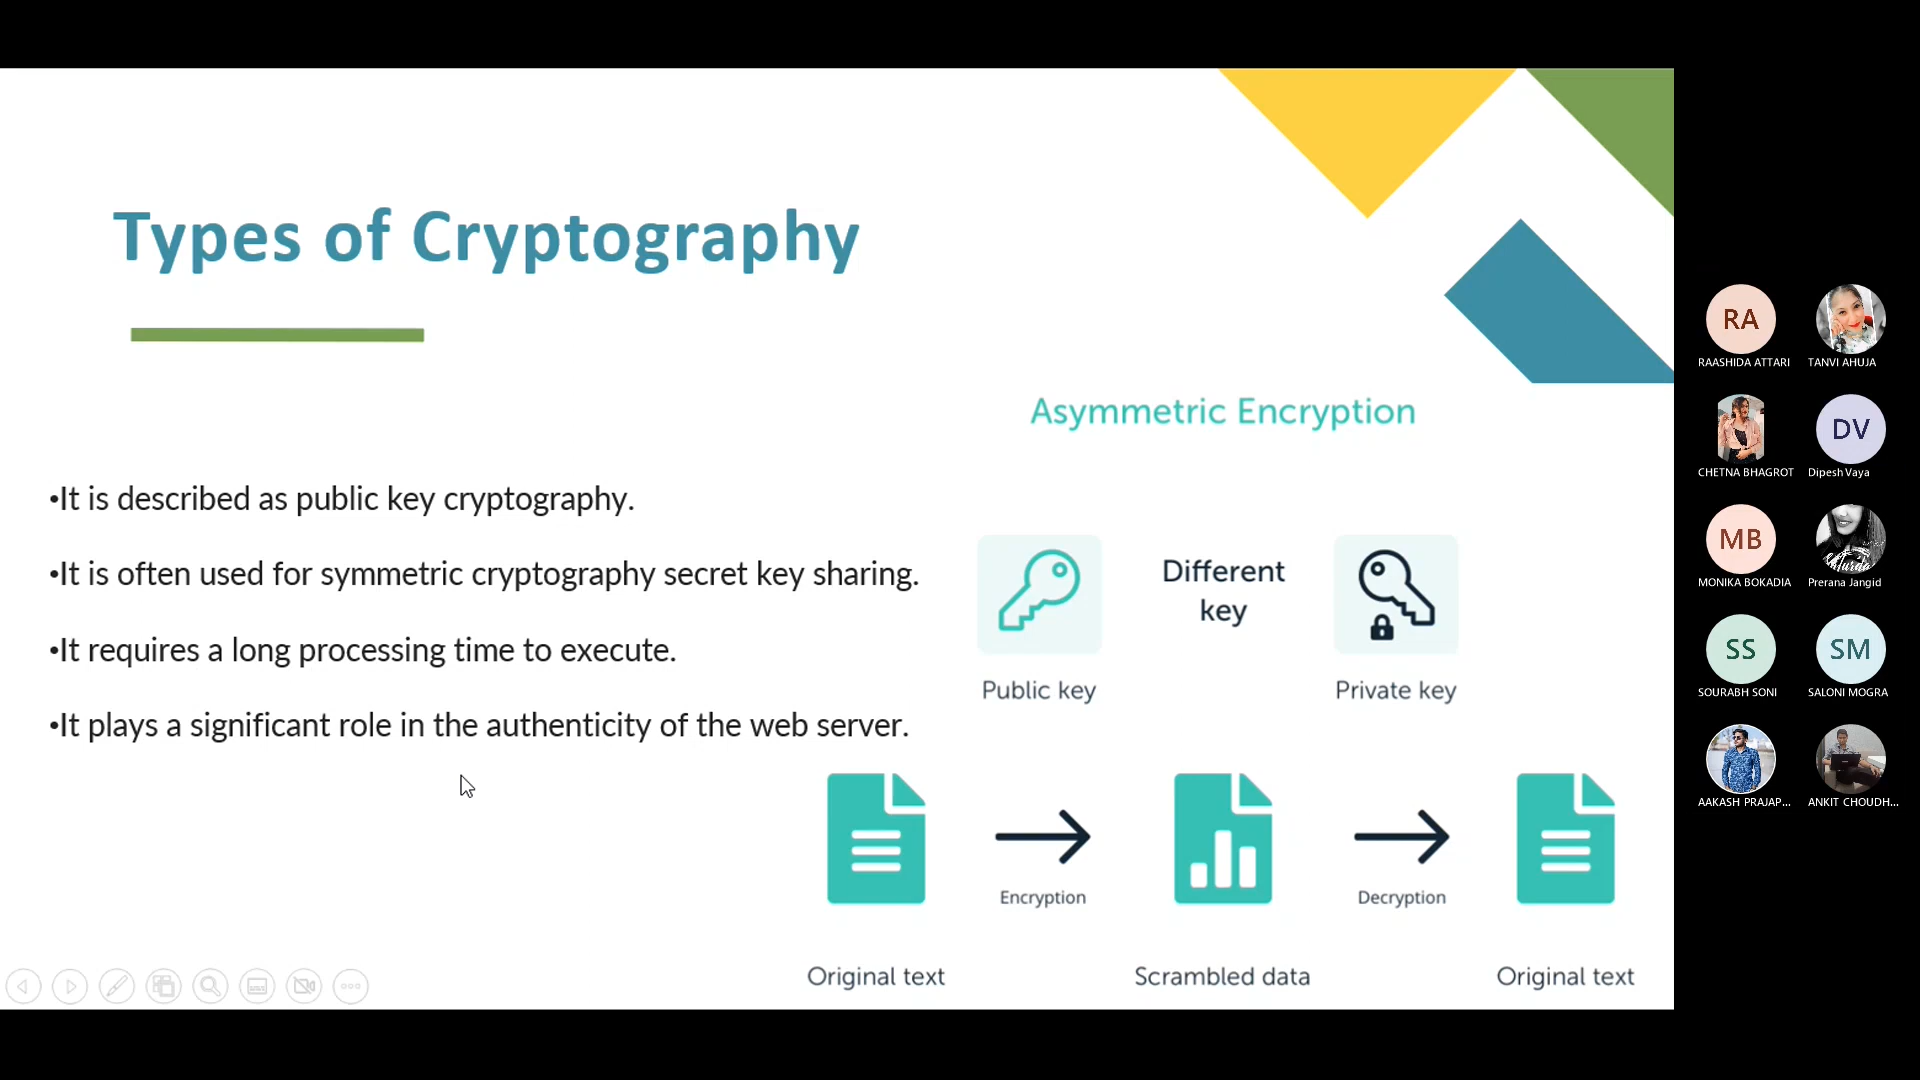 Types of Cryptography
Asymmetric Encryption
•It is described as public key cryptography.
•It is often used for symmetric cryptography secret key sharing.
•It requires a long processing time to execute.
•It plays a significant role in the authenticity of the web server.
Different
key
Public key
Private key
Encryption
Decryption
Original text
Scrambled data
Original text
RA
RAASHIDA ATTARI
TANVI AHUJA
CHETNA BHAGROT
DV
Dipesh Vaya
MB
MONIKA BOKADIA
Prerana Jangid
SS
SOURABH SONI
SM
SALONI MOGRA
AAKASH PRAJAP...
ANKIT CHOUDH...